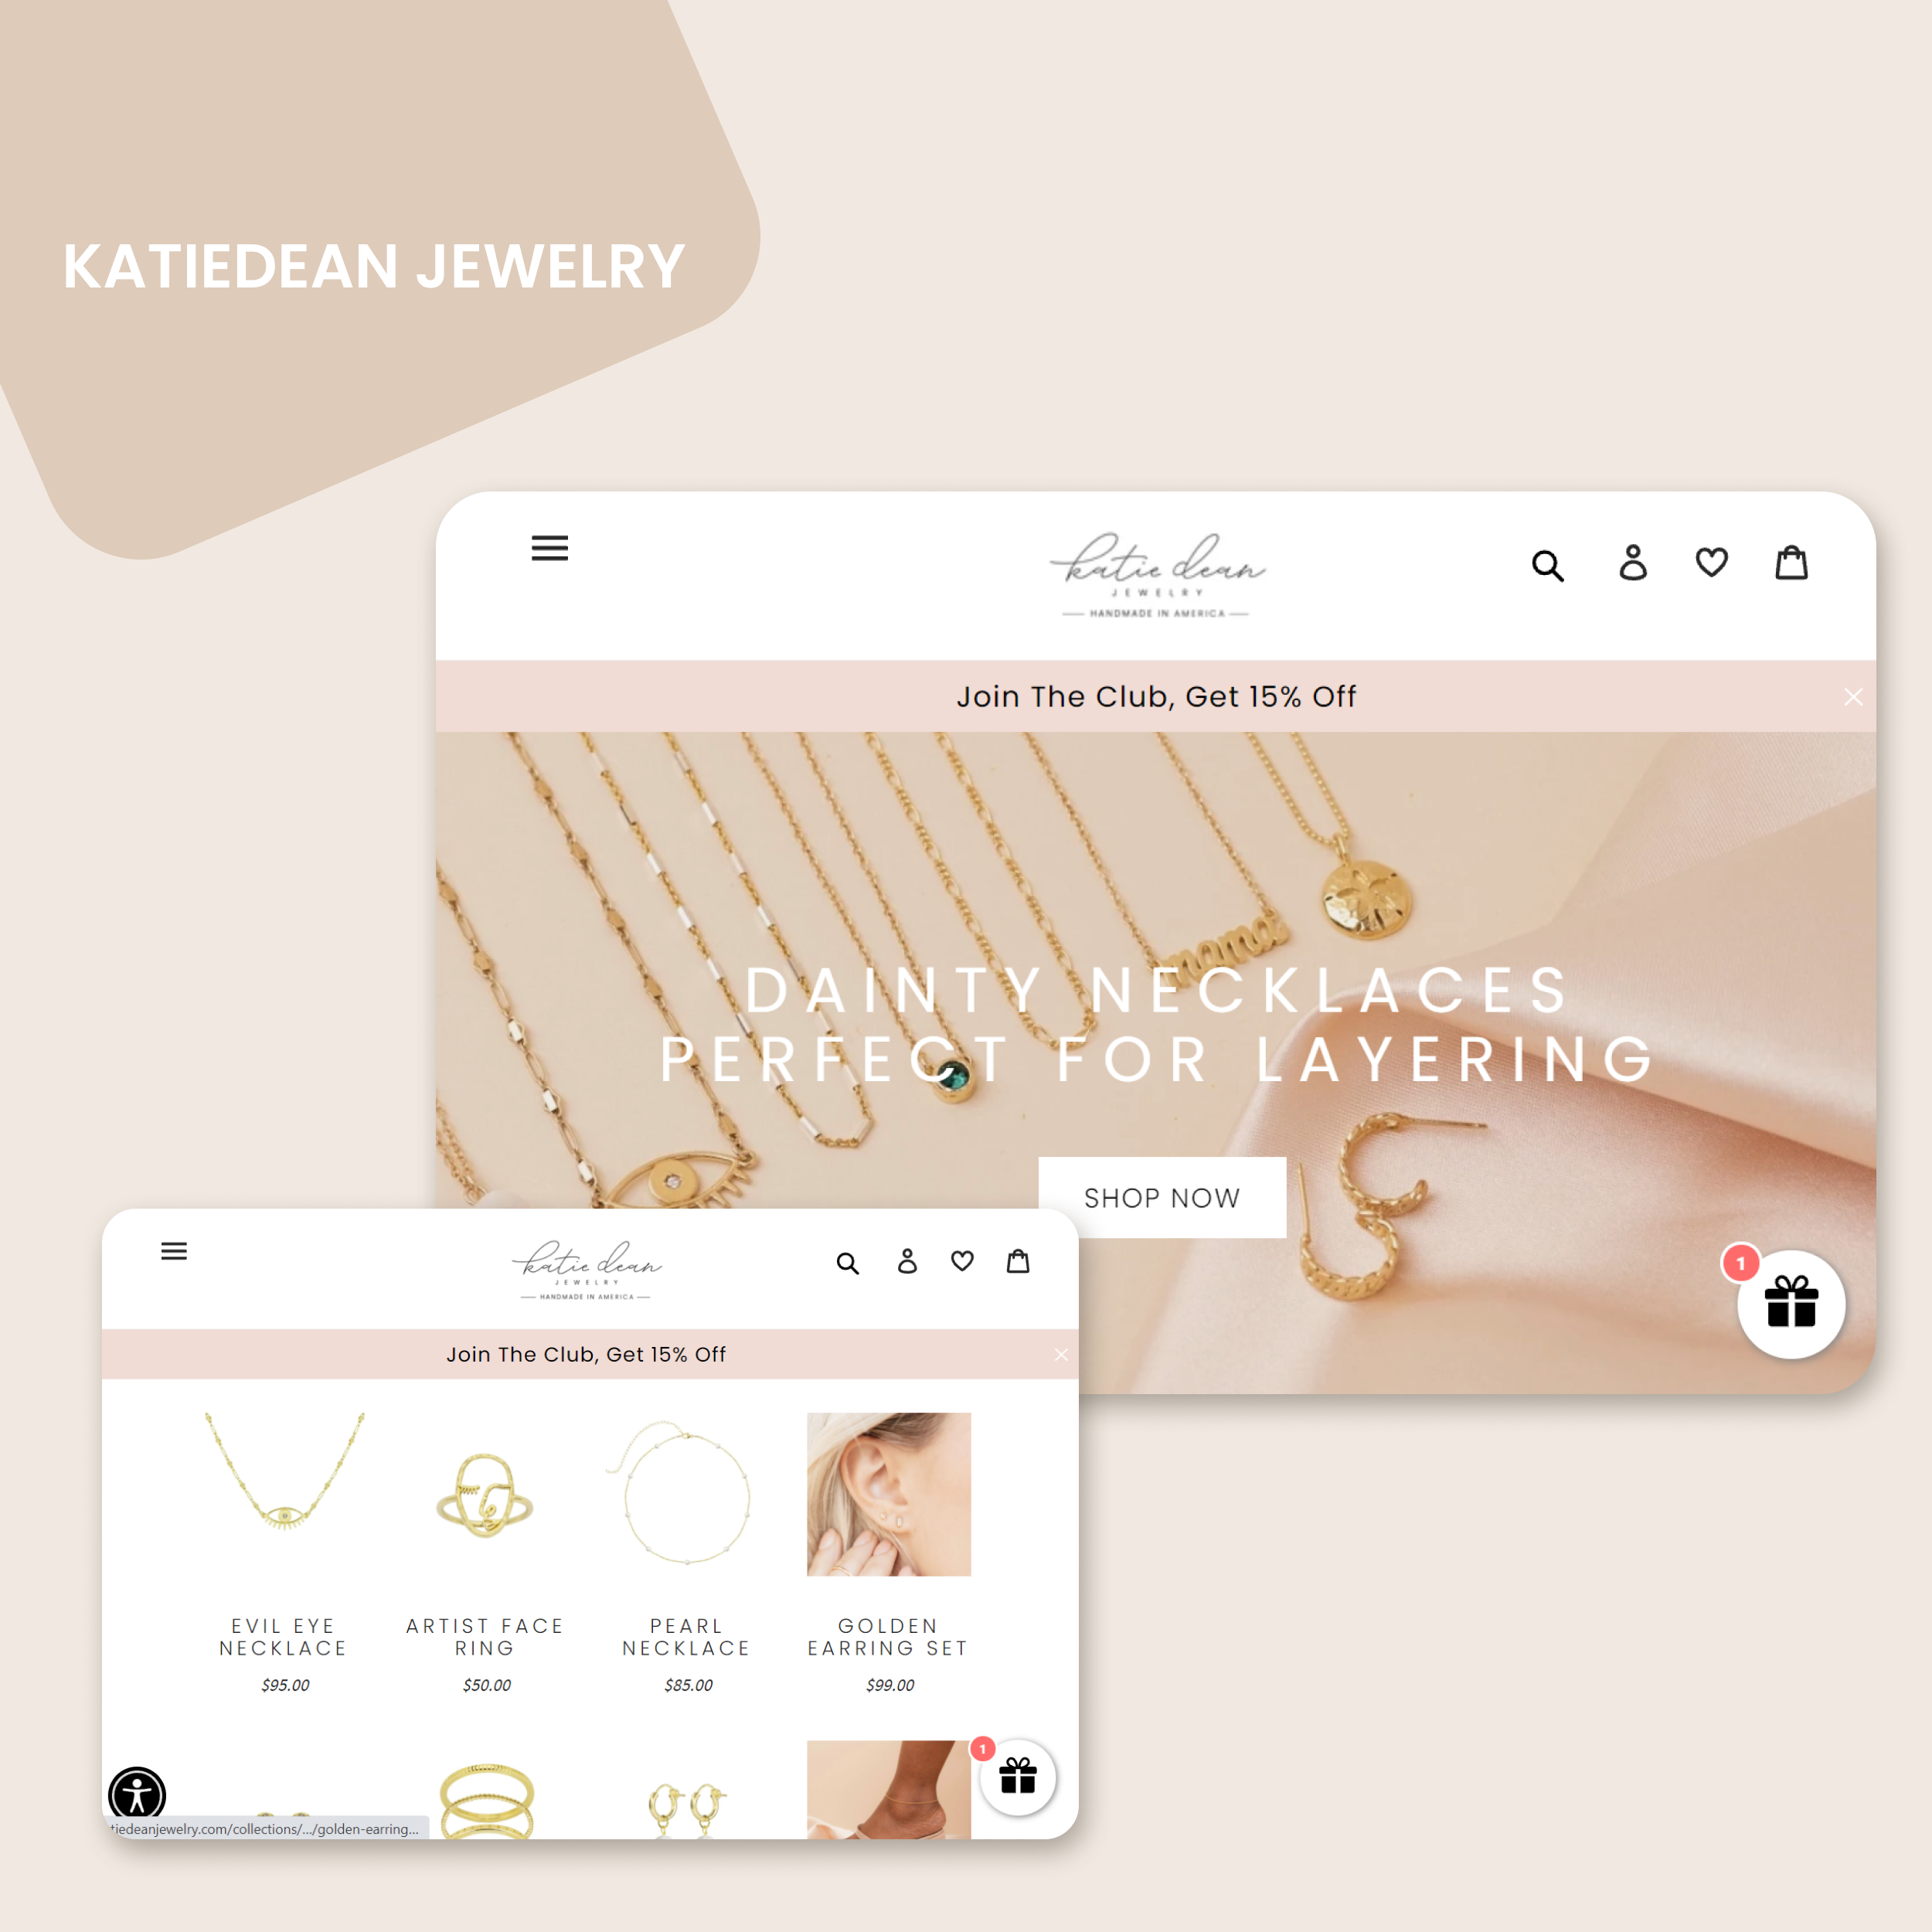 KATIEDEAN JEWELRY
katie dean
JEWELRY
HANDMADE IN AMERICA
Join The Club, Get 15% Off
mama
DAINTY NECKLACES
PERFECT FOR LAYERING
SHOP NOW
1
katie dean
JEWELRY
HANDMADE IN AMERICA
Join The Club, Get 15% Off
EVIL EYE
NECKLACE
$95.00
ARTIST FACE
RING
$50.00
PEARL
NECKLACE
$85.00
GOLDEN
EARRING SET
$99.00
1
tiedeanjewelry.com/collections/.../golden-earring...